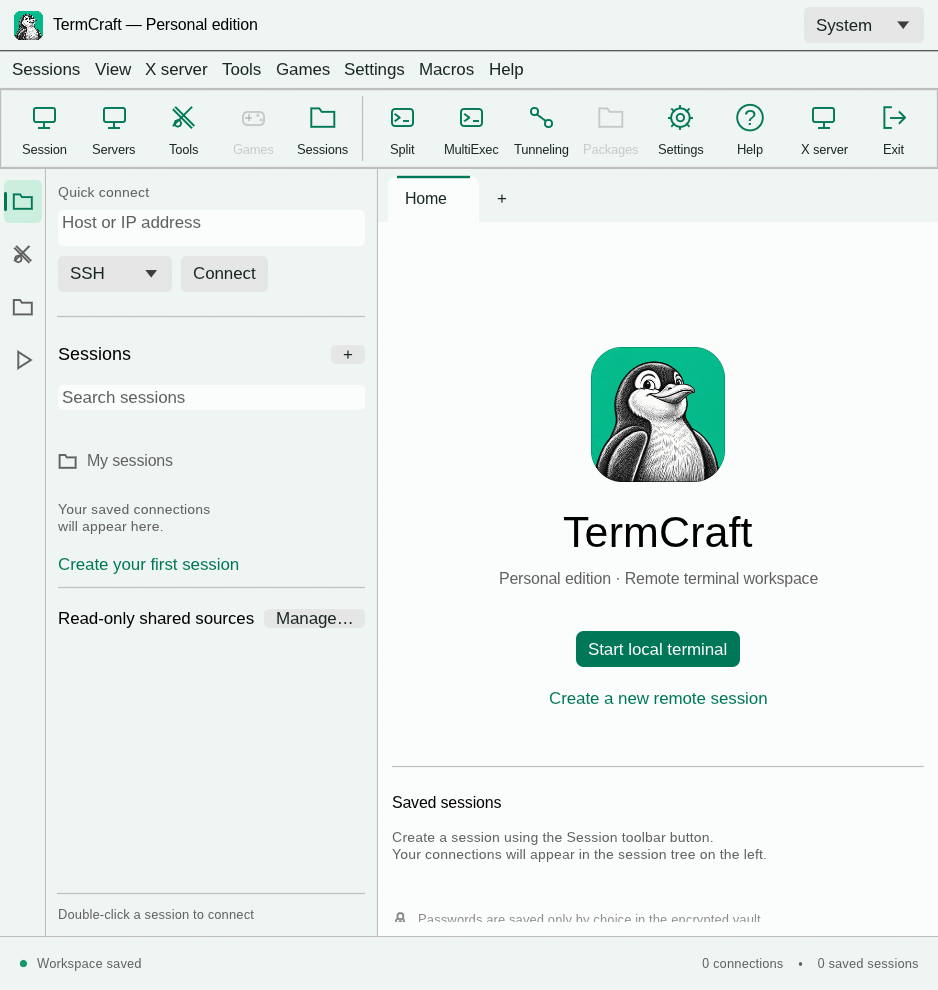 TermCraft — Personal edition
System
Sessions View X server Tools Games Settings Macros Help
Session Servers Tools Games Sessions Split MultiExec Tunneling Packages Settings Help X server Exit
Quick connect
Host or IP address
SSH
Connect
Sessions
+
Search sessions
My sessions
Your saved connections
will appear here.
Create your first session
Read-only shared sources
Manage…
Double-click a session to connect
Home
+
TermCraft
Personal edition · Remote terminal workspace
Start local terminal
Create a new remote session
Saved sessions
Create a session using the Session toolbar button.
Your connections will appear in the session tree on the left.
Passwords are saved only by choice in the encrypted vault
Workspace saved
0 connections • 0 saved sessions